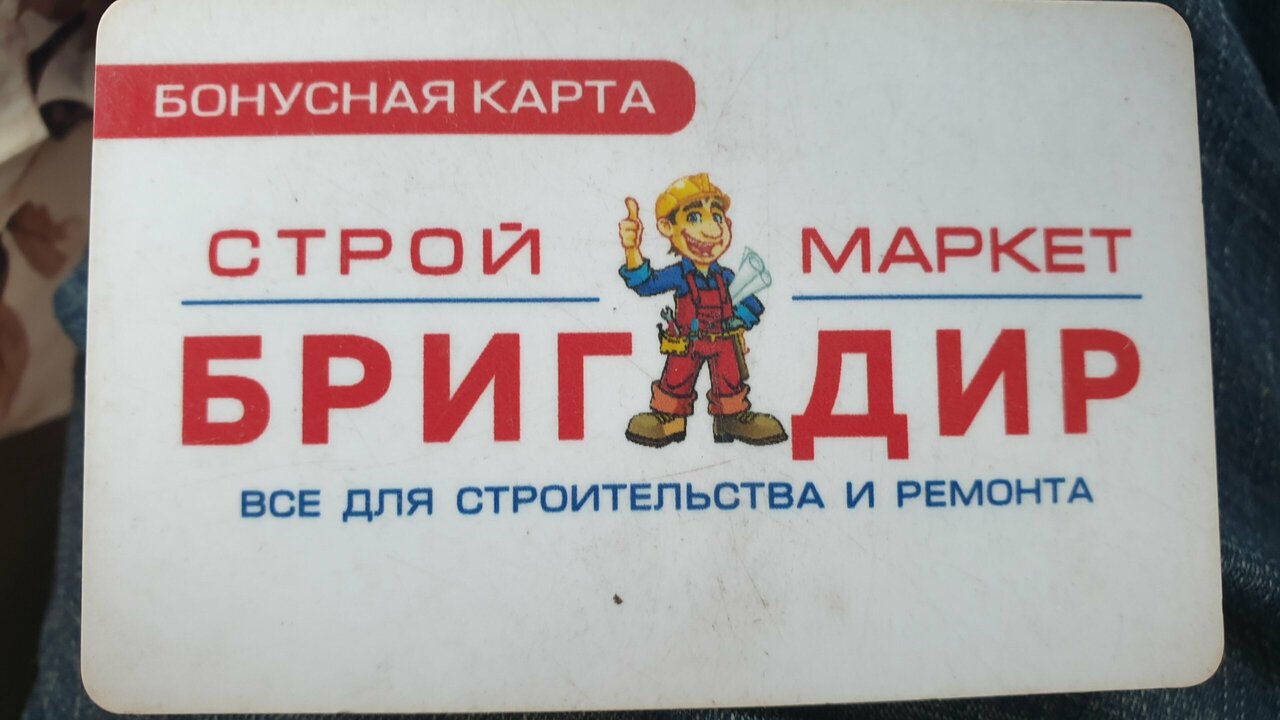 БОНУСНАЯ КАРТА
СТРОЙ МАРКЕТ
БРИГАДИР
ВСЕ ДЛЯ СТРОИТЕЛЬСТВА И РЕМОНТА